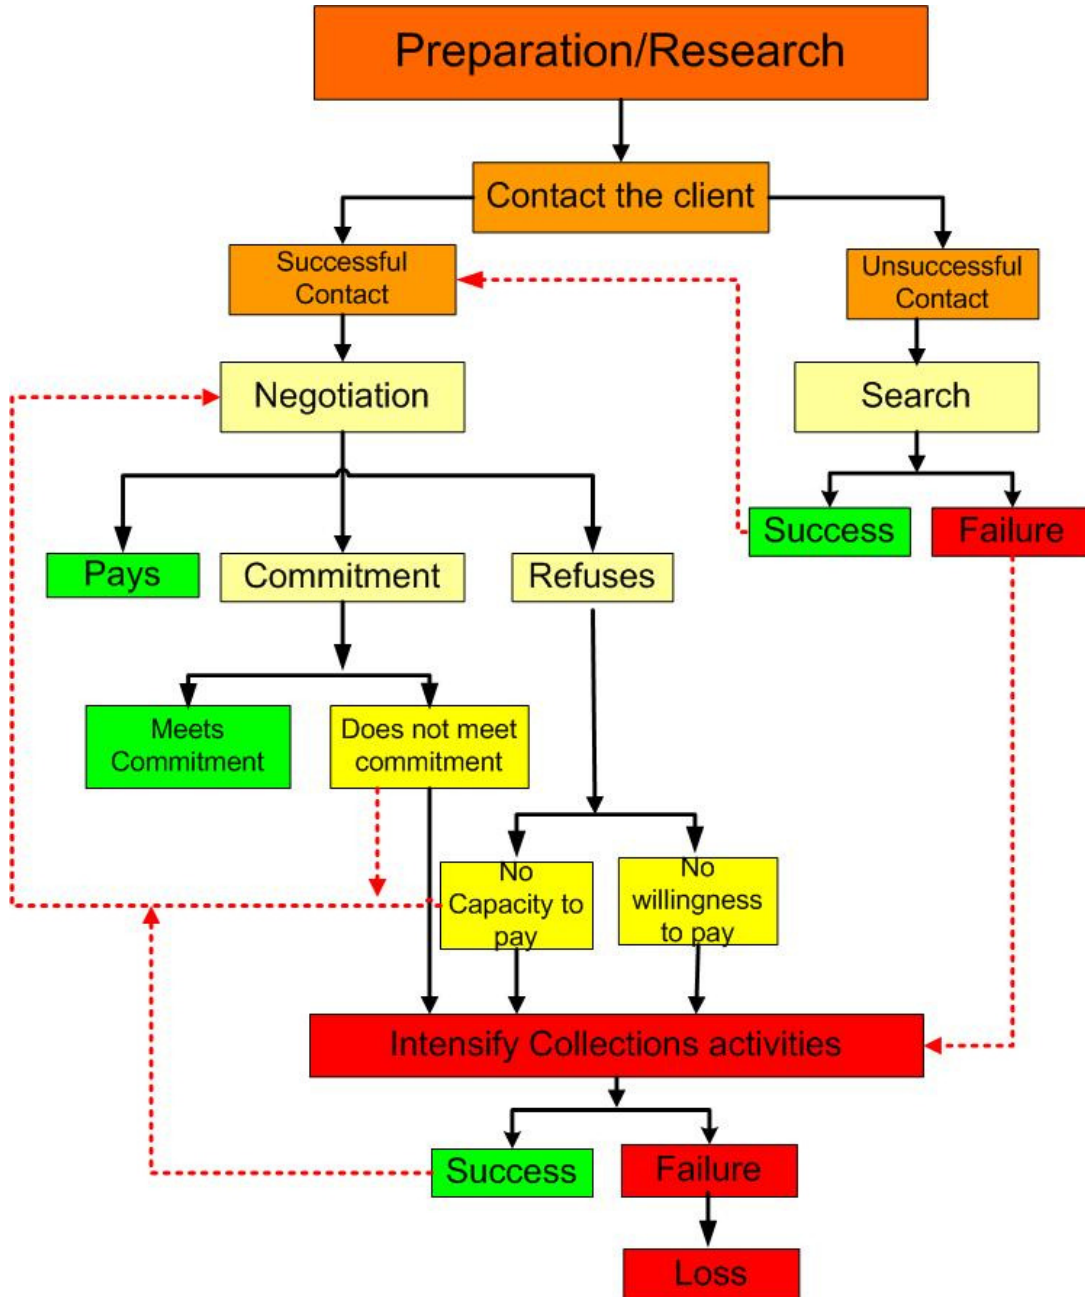 Preparation/Research
Contact the client
Successful
Contact
Unsuccessful
Contact
Negotiation
Search
Success
Failure
Pays
Commitment
Refuses
Meets
Commitment
Does not meet
commitment
No
Capacity to
pay
No
willingness
to pay
Intensify Collections activities
Success
Failure
Loss